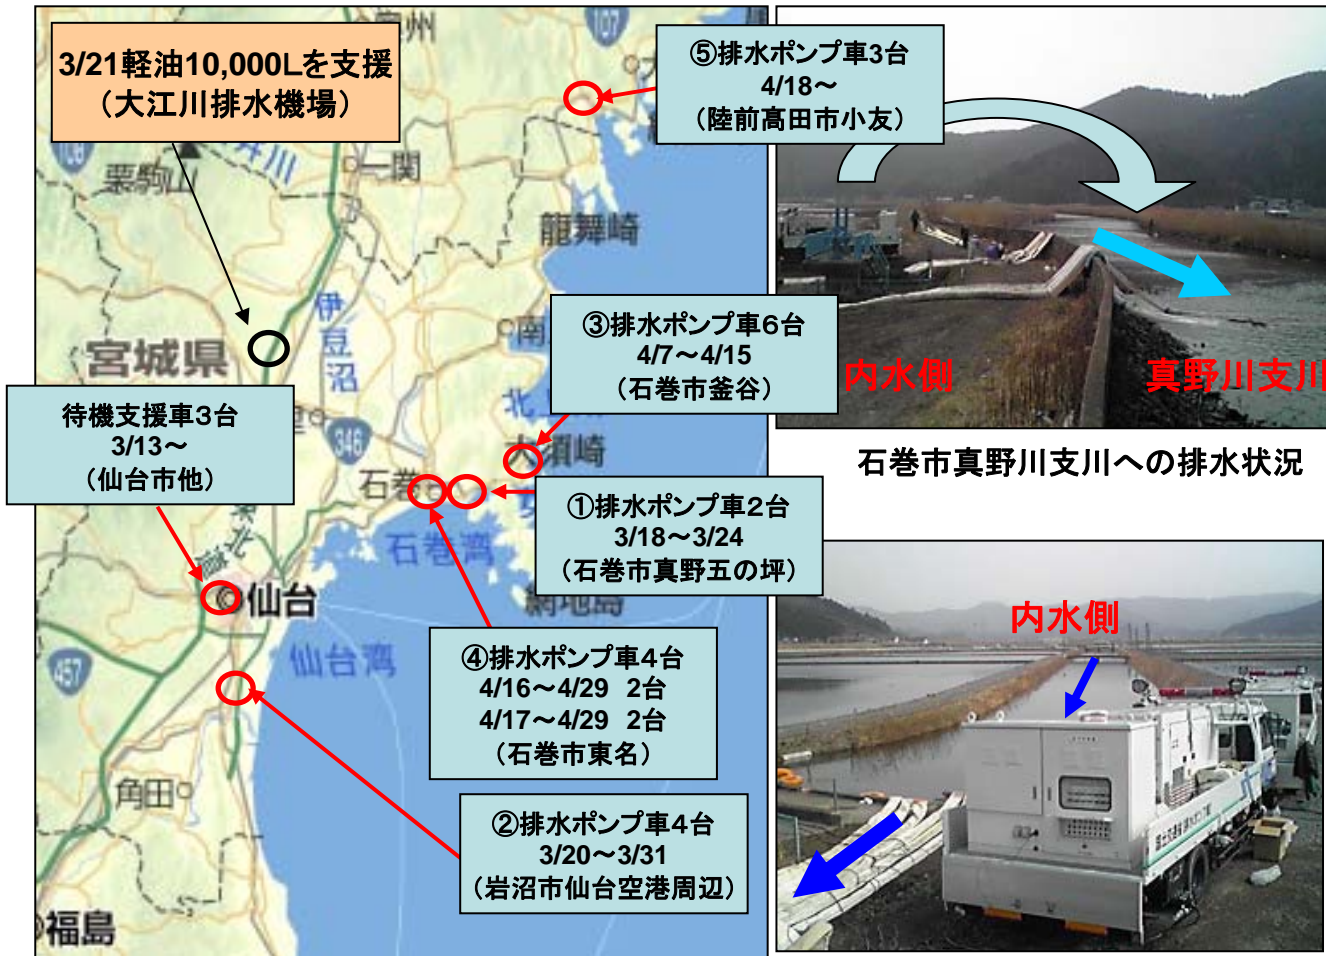 3/21軽油10,000Lを支援
（大江川排水機場）
⑤排水ポンプ車3台
4/18～
（陸前高田市小友）
107
108
栗駒山
一関
龍舞崎
伊豆沼
宮城県
③排水ポンプ車6台
4/7～4/15
（石巻市釜谷）
内水側
真野川支川
石巻市真野川支川への排水状況
待機支援車3台
3/13～
（仙台市他）
346
大須崎
石巻
①排水ポンプ車2台
3/18～3/24
（石巻市真野五の坪）
石巻湾
網地島
仙台
仙台湾
457
④排水ポンプ車4台
4/16～4/29 2台
4/17～4/29 2台
（石巻市東名）
角田
②排水ポンプ車4台
3/20～3/31
（岩沼市仙台空港周辺）
福島
内水側